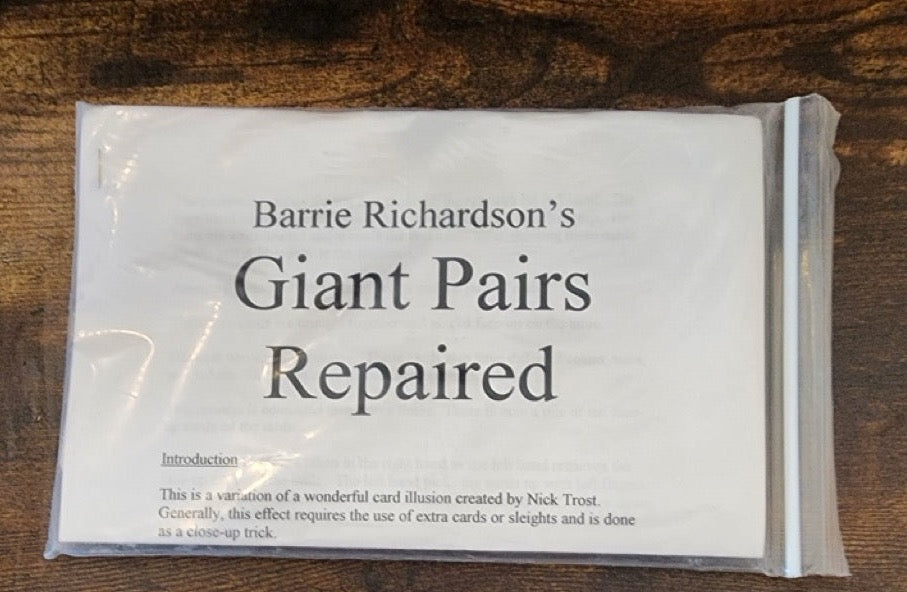 Barrie Richardson's
Giant Pairs
Repaired
Introduction
This is a variation of a wonderful card illusion created by Nick Trost.
Generally, this effect requires the use of extra cards or sleights and is done
as a close-up trick.